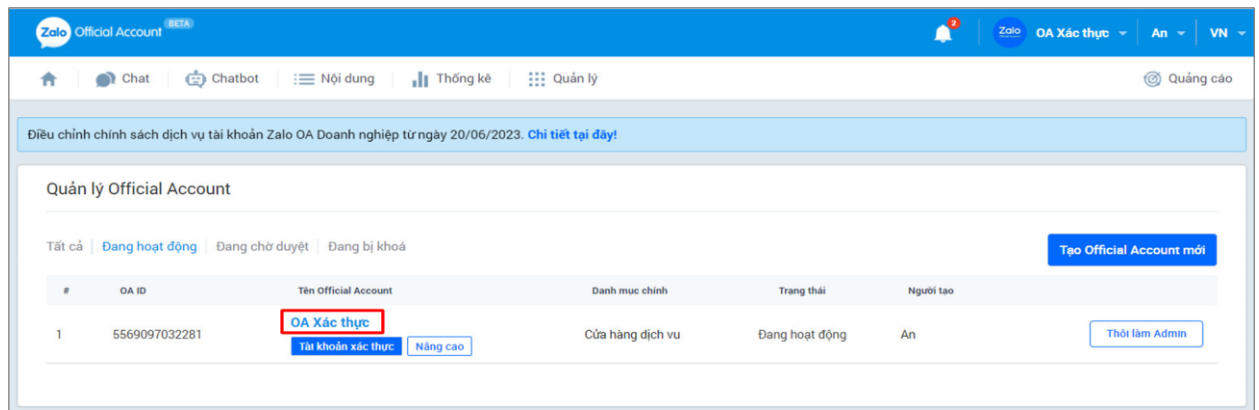 Zalo Official Account BETA 2 Zalo OA Xác thực An VN
Chat Chatbot Nội dung Thống kê Quản lý Quảng cáo
Điều chỉnh chính sách dịch vụ tài khoản Zalo OA Doanh nghiệp từ ngày 20/06/2023. Chi tiết tại đây!
Quản lý Official Account
Tất cả Đang hoạt động Đang chờ duyệt Đang bị khoá Tạo Official Account mới
# OA ID Tên Official Account Danh mục chính Trạng thái Người tạo
1 5569097032281 OA Xác thực Cửa hàng dịch vu Đang hoạt động An Thôi làm Admin
Tài khoản xác thực Nâng cao